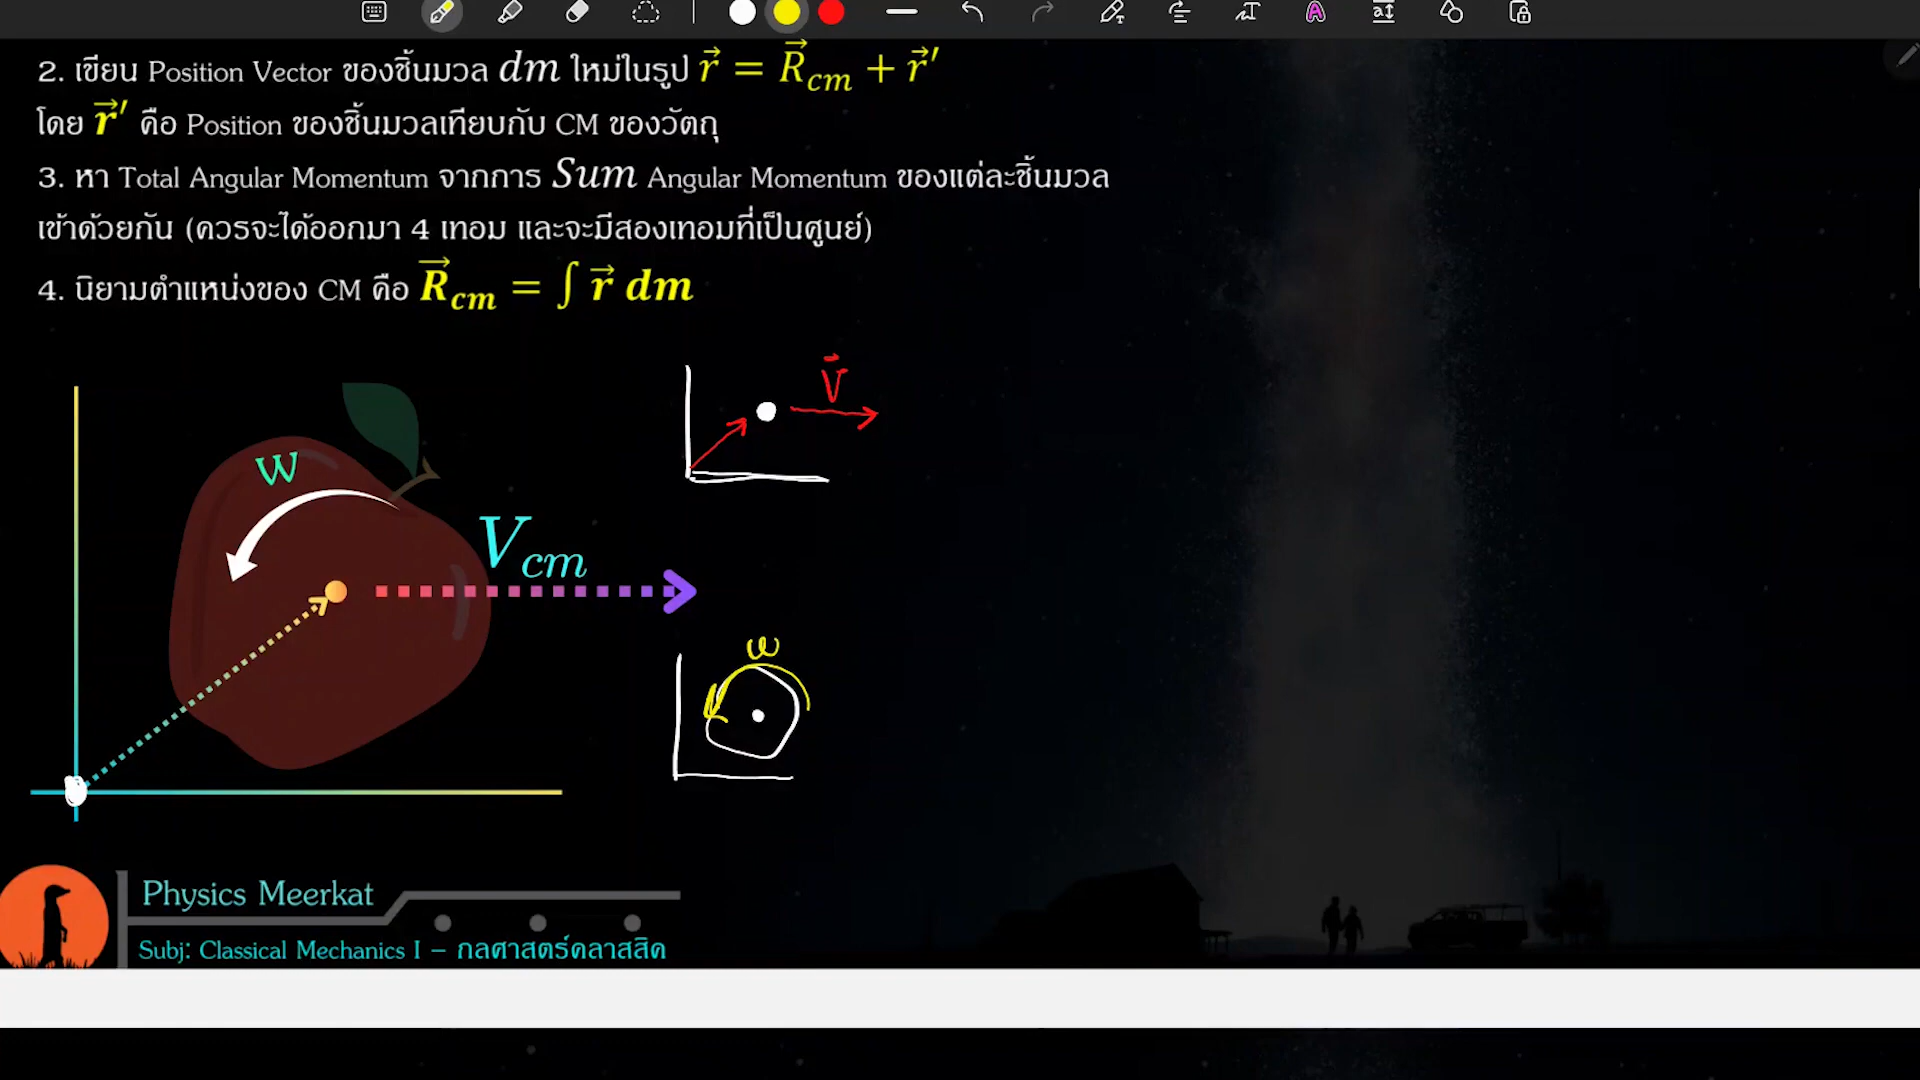 2. เขียน Position Vector ของชิ้นมวล dm ใหม่ในรูป r⃗ = R⃗cm + r⃗′
โดย r⃗′ คือ Position ของชิ้นมวลเทียบกับ CM ของวัตถุ
3. หา Total Angular Momentum จากการ Sum Angular Momentum ของแต่ละชิ้นมวล
เข้าด้วยกัน (ควรจะได้ออกมา 4 เทอม และจะมีสองเทอมที่เป็นศูนย์)
4. นิยามตำแหน่งของ CM คือ R⃗cm = ∫ r⃗ dm
V⃗
W
Vcm
ω
Physics Meerkat
Subj: Classical Mechanics I – กลศาสตร์คลาสสิค